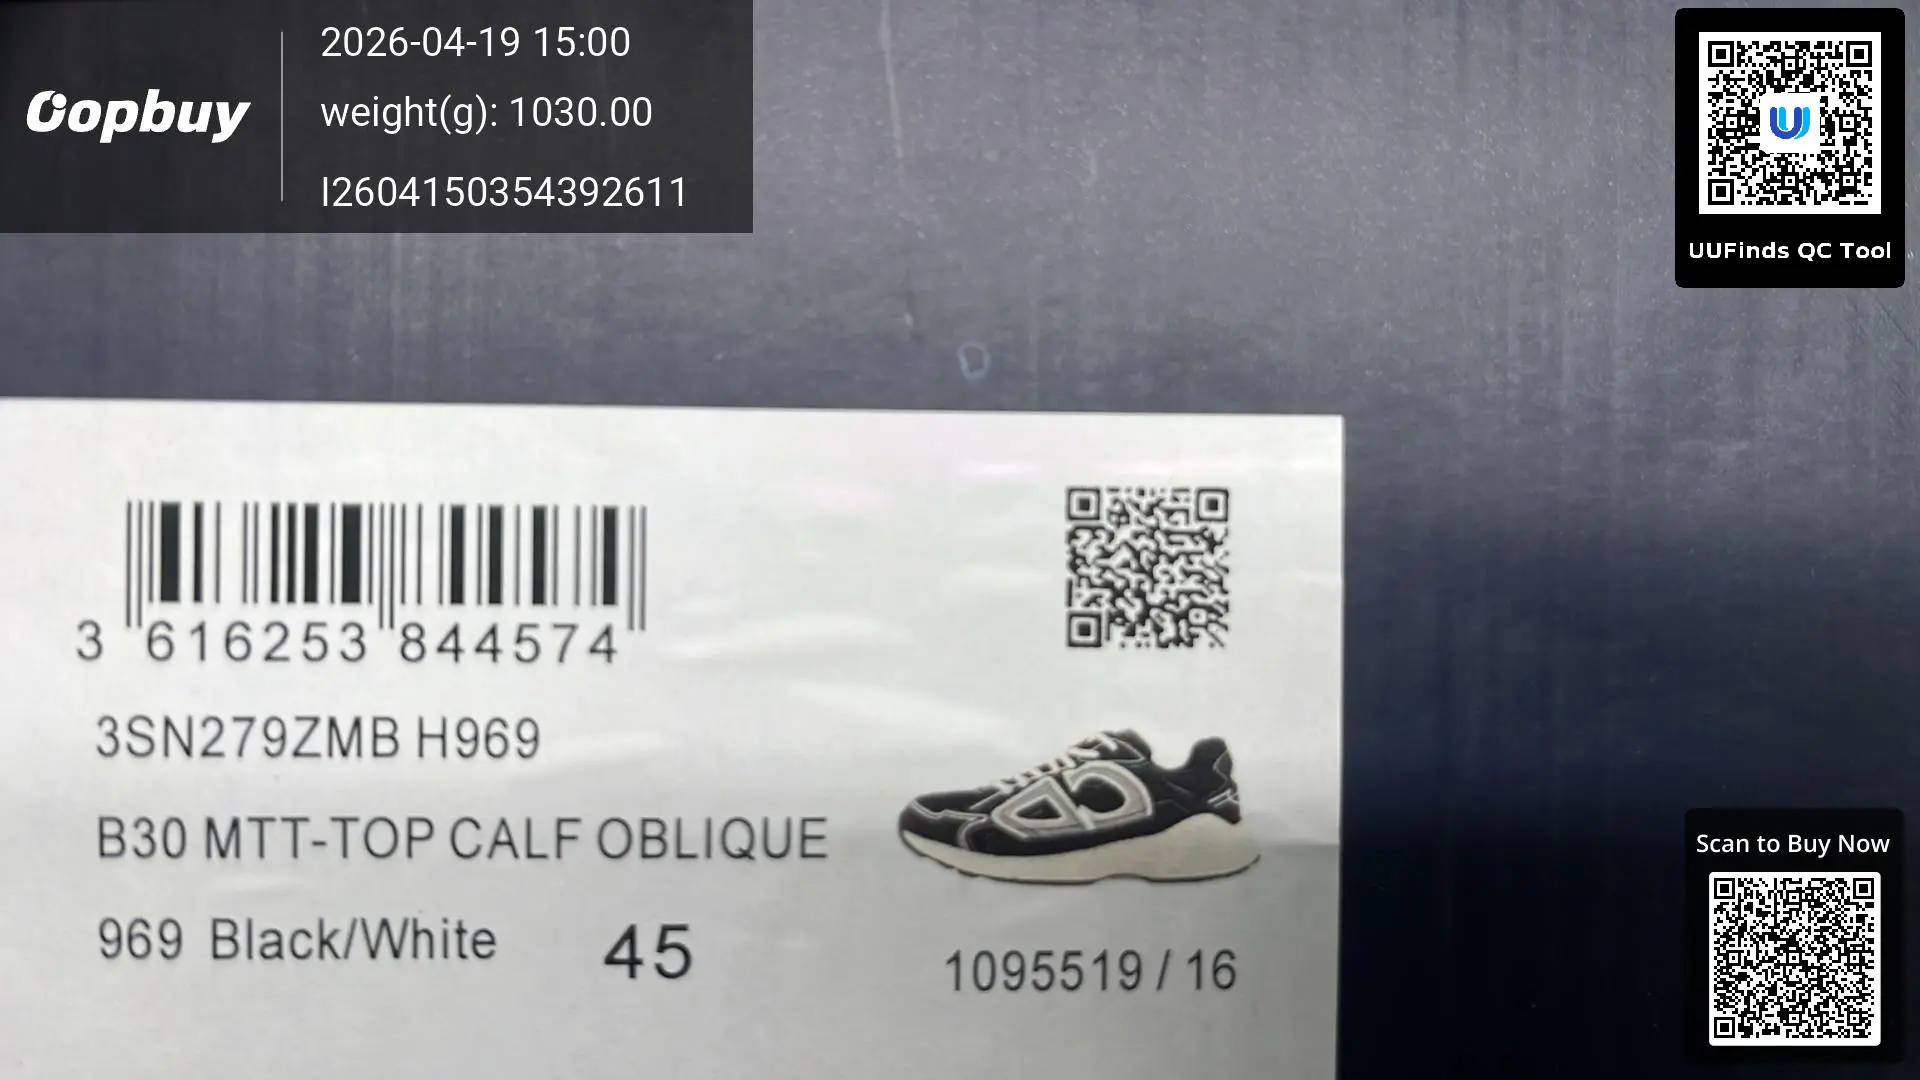 Oopbuy
2026-04-19 15:00
weight(g): 1030.00
I2604150354392611
UUFinds QC Tool
3 616253 844574
3SN279ZMB H969
B30 MTT-TOP CALF OBLIQUE
969 Black/White
45
1095519 / 16
Scan to Buy Now